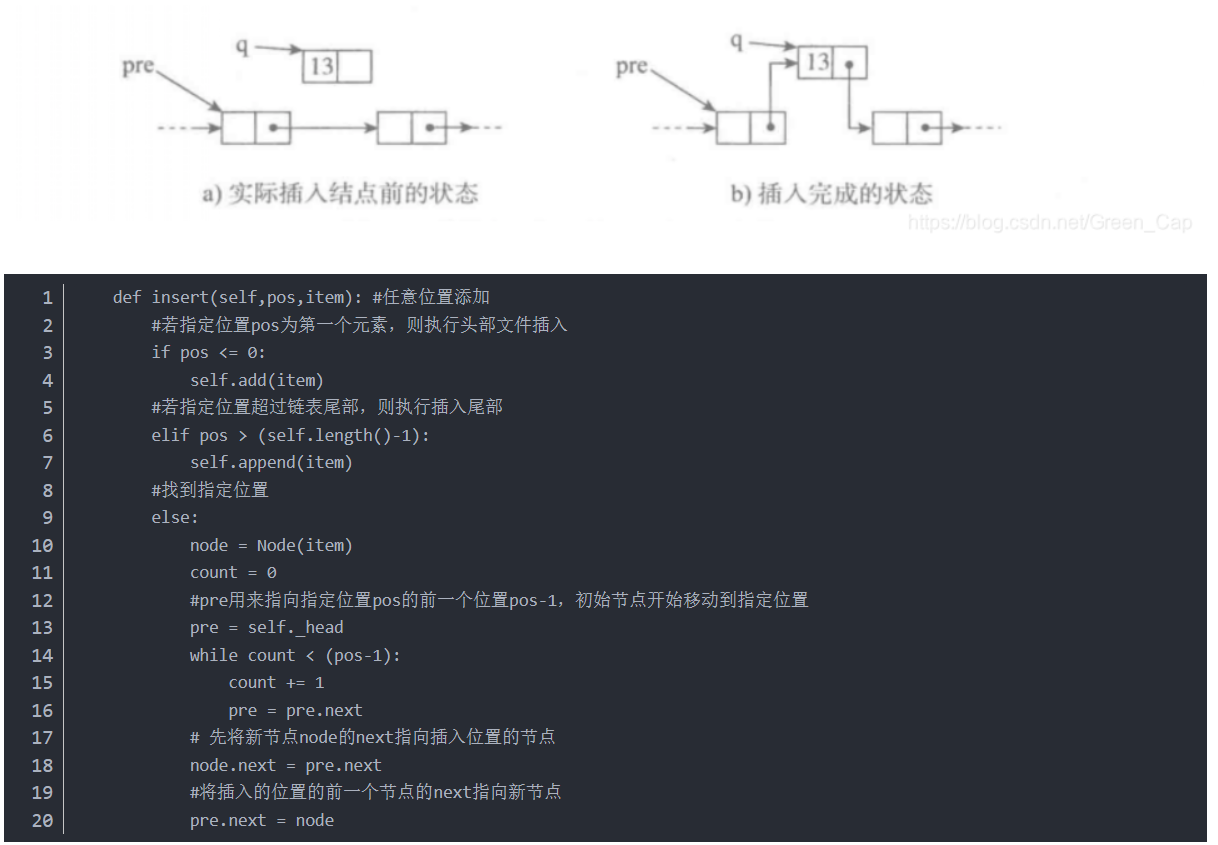 q
13
pre
q
13
pre
a) 实际插入结点前的状态
b) 插入完成的状态
https://blog.csdn.net/Green_Cap
1 def insert(self,pos,item): #任意位置添加
2 #若指定位置pos为第一个元素，则执行头部文件插入
3 if pos <= 0:
4 self.add(item)
5 #若指定位置超过链表尾部，则执行插入尾部
6 elif pos > (self.length()-1):
7 self.append(item)
8 #找到指定位置
9 else:
10 node = Node(item)
11 count = 0
12 #pre用来指向指定位置pos的前一个位置pos-1，初始节点开始移动到指定位置
13 pre = self._head
14 while count < (pos-1):
15 count += 1
16 pre = pre.next
17 # 先将新节点node的next指向插入位置的节点
18 node.next = pre.next
19 #将插入的位置的前一个节点的next指向新节点
20 pre.next = node